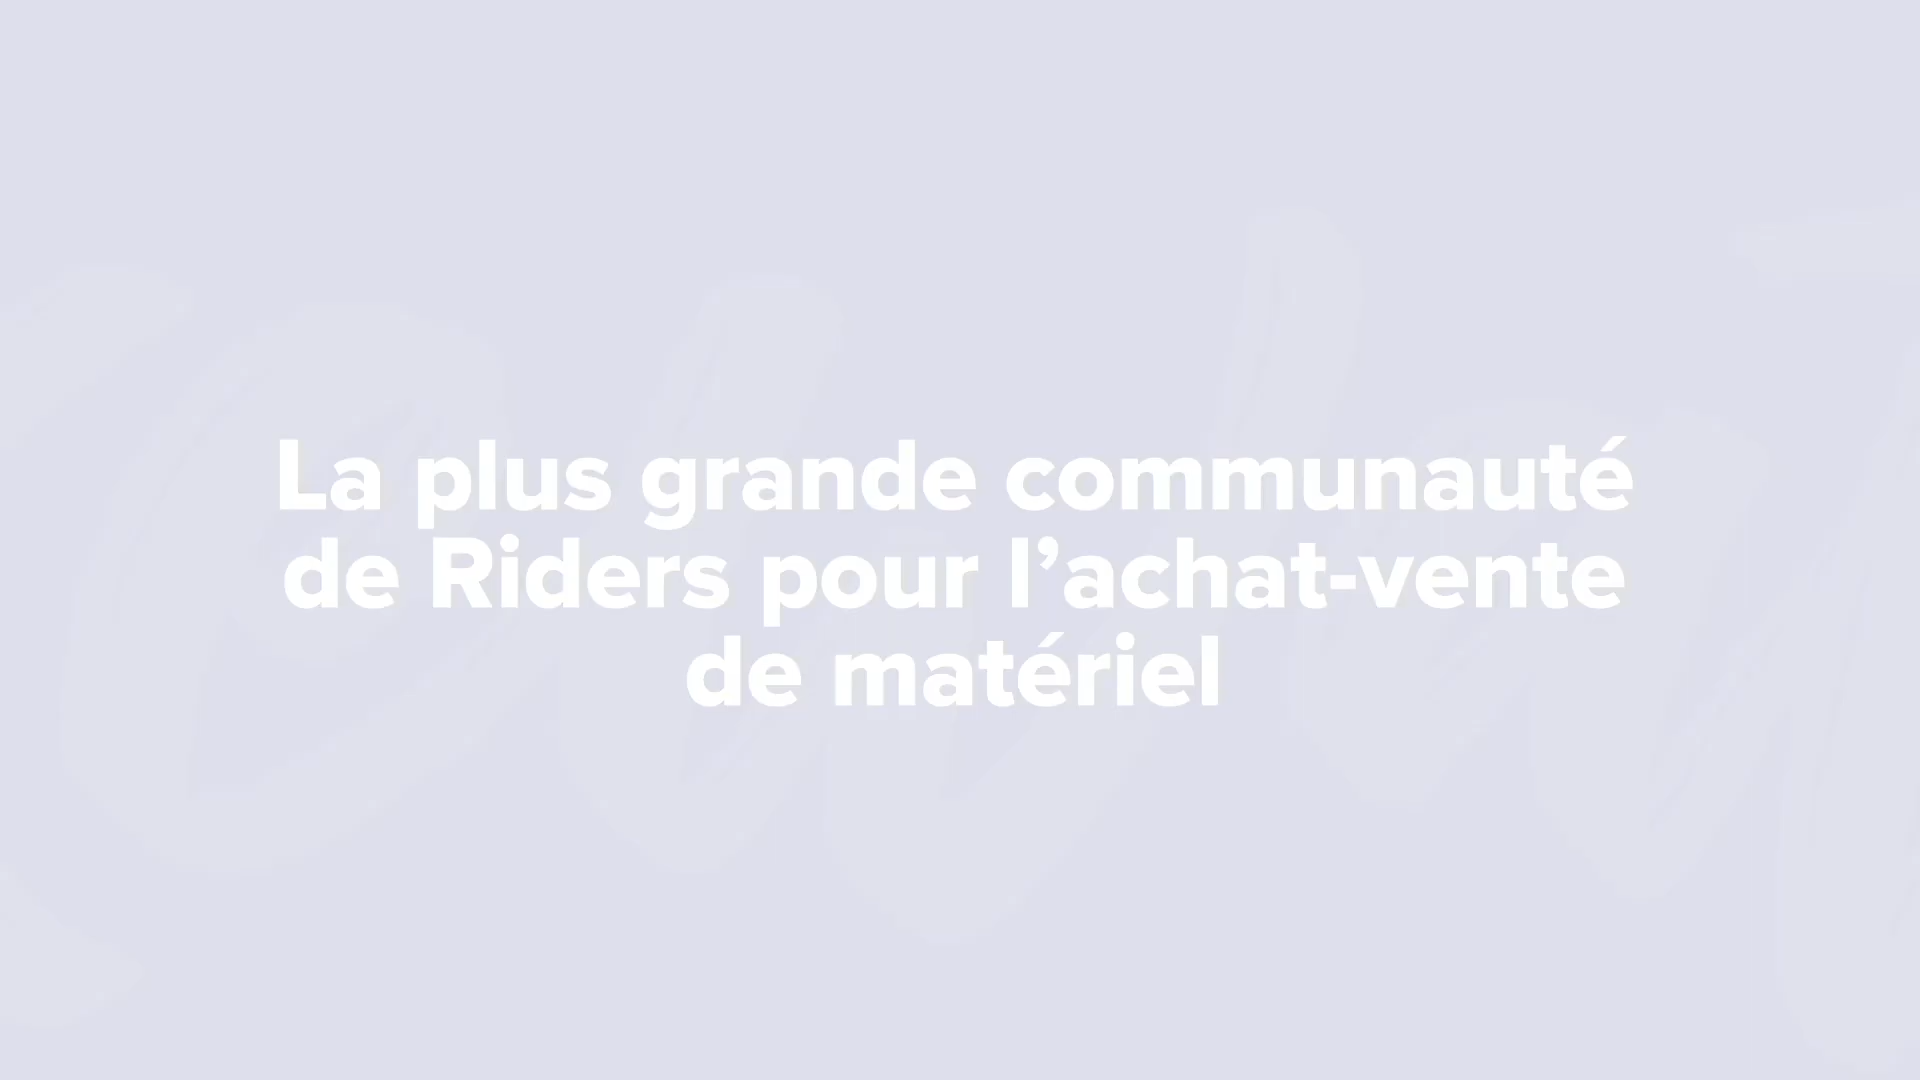 La plus grande communauté
de Riders pour l’achat-vente
de matériel